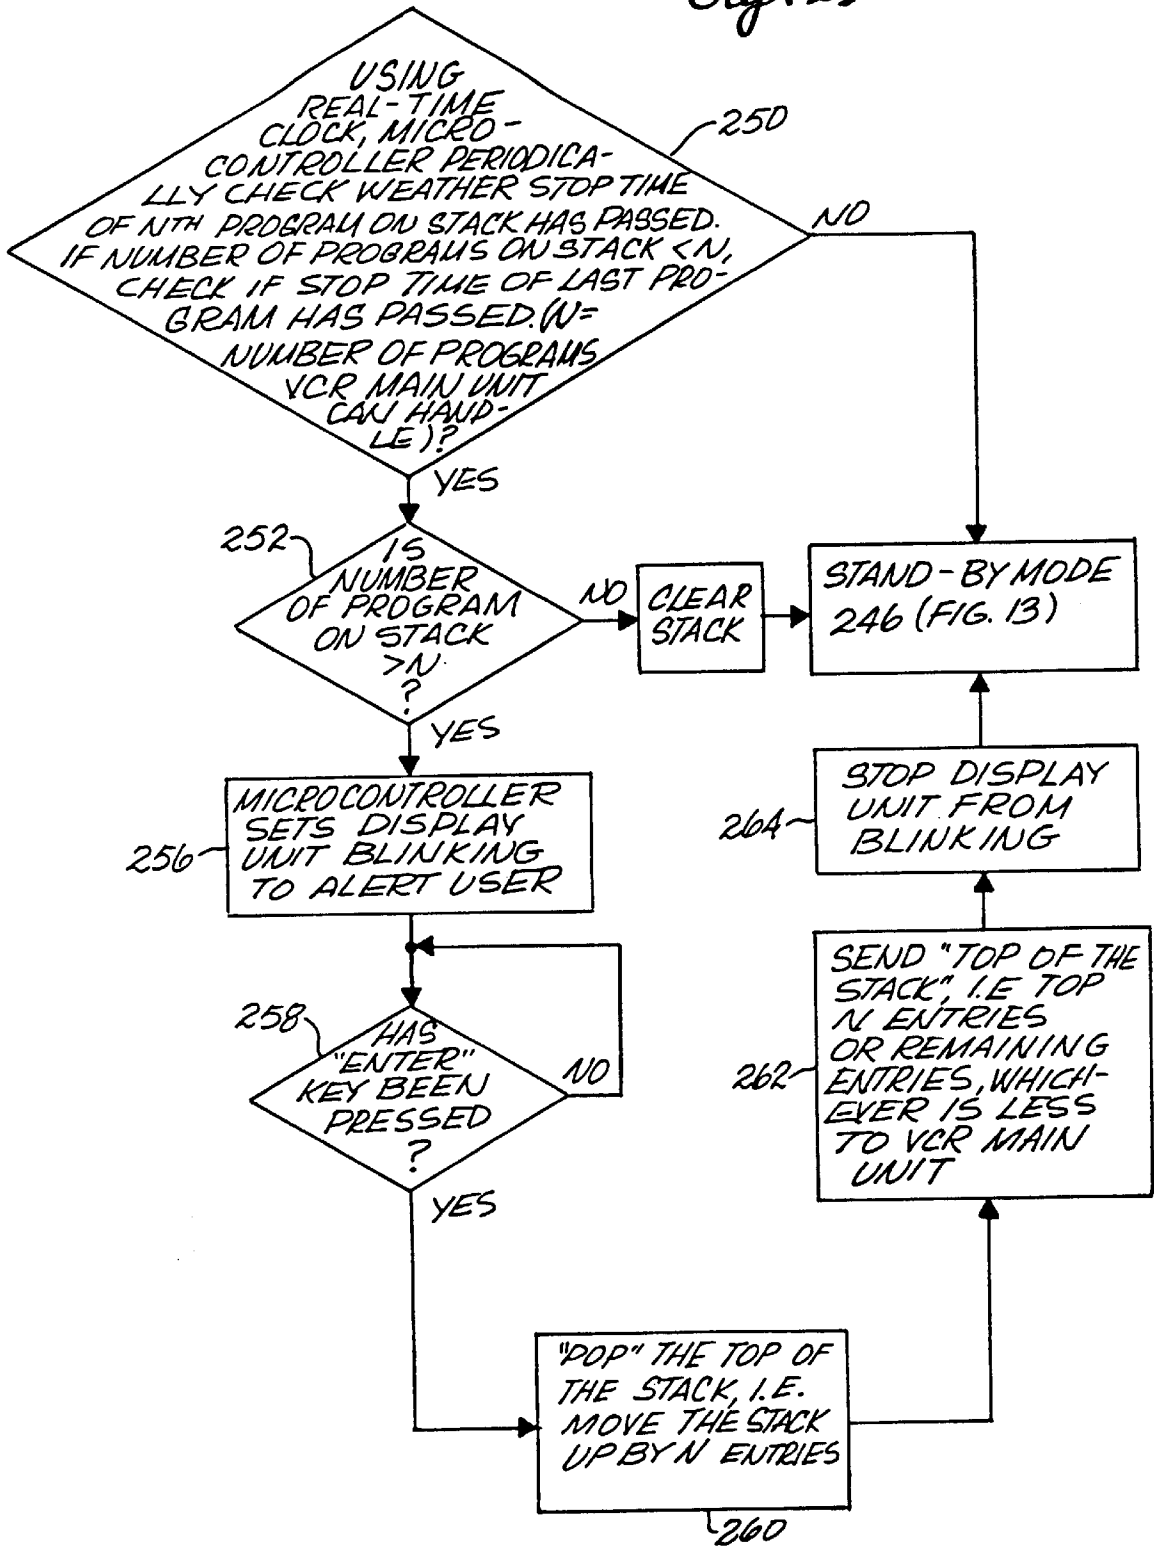 USING
REAL-TIME
CLOCK, MICRO-
CONTROLLER PERIODICA-
LLY CHECK WEATHER STOP TIME
OF NTH PROGRAM ON STACK HAS PASSED.
IF NUMBER OF PROGRAMS ON STACK <N,
CHECK IF STOP TIME OF LAST PRO-
GRAM HAS PASSED.(N=
NUMBER OF PROGRAMS
VCR MAIN UNIT
CAN HAND-
LE)?
250
NO
YES
252
IS
NUMBER
OF PROGRAM
ON STACK
>N
?
NO
CLEAR
STACK
STAND-BY MODE
246 (FIG. 13)
YES
MICROCONTROLLER
SETS DISPLAY
UNIT BLINKING
TO ALERT USER
256
STOP DISPLAY
UNIT FROM
BLINKING
264
258
HAS
"ENTER"
KEY BEEN
PRESSED
?
NO
YES
SEND "TOP OF THE
STACK", I.E TOP
N ENTRIES
OR REMAINING
ENTRIES, WHICH-
EVER IS LESS
TO VCR MAIN
UNIT
262
"POP" THE TOP OF
THE STACK, I.E.
MOVE THE STACK
UP BY N ENTRIES
260